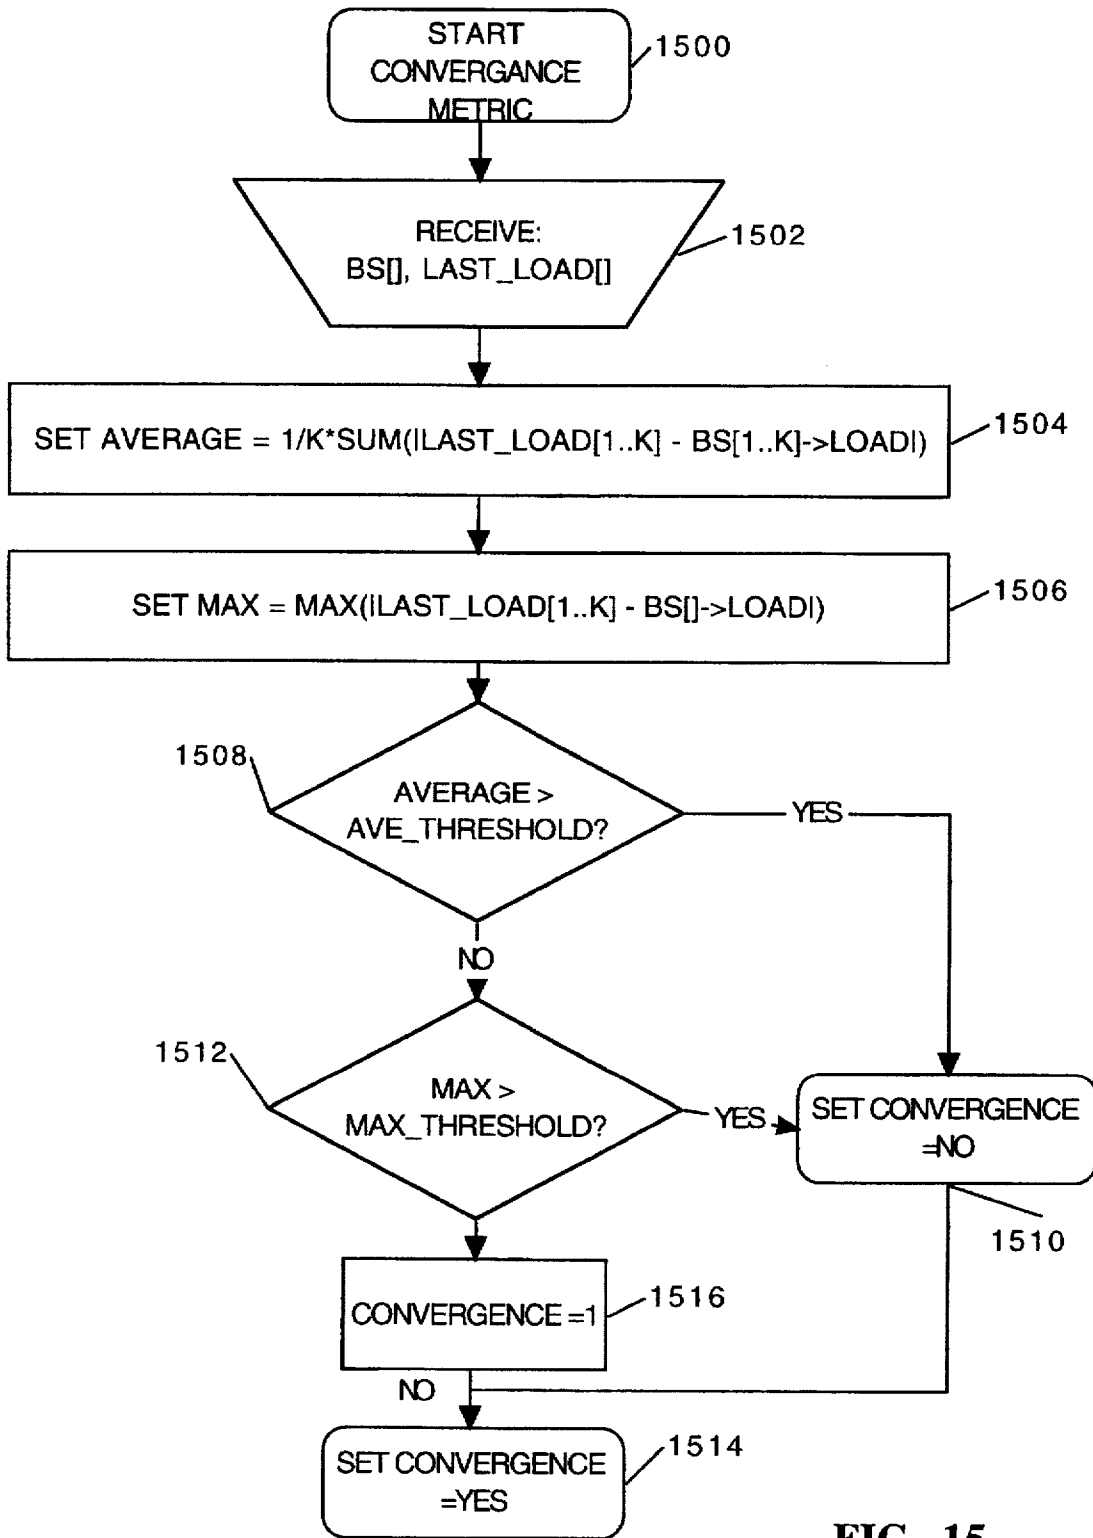 START
CONVERGANCE
METRIC
1500
RECEIVE:
BS[], LAST_LOAD[]
1502
SET AVERAGE = 1/K*SUM(|LAST_LOAD[1..K] - BS[1..K]->LOAD|)
1504
SET MAX = MAX(|LAST_LOAD[1..K] - BS[]->LOAD|)
1506
1508
AVERAGE >
AVE_THRESHOLD?
YES
NO
1512
MAX >
MAX_THRESHOLD?
YES
SET CONVERGENCE
=NO
1510
CONVERGENCE =1
1516
NO
SET CONVERGENCE
=YES
1514
FIG. 15